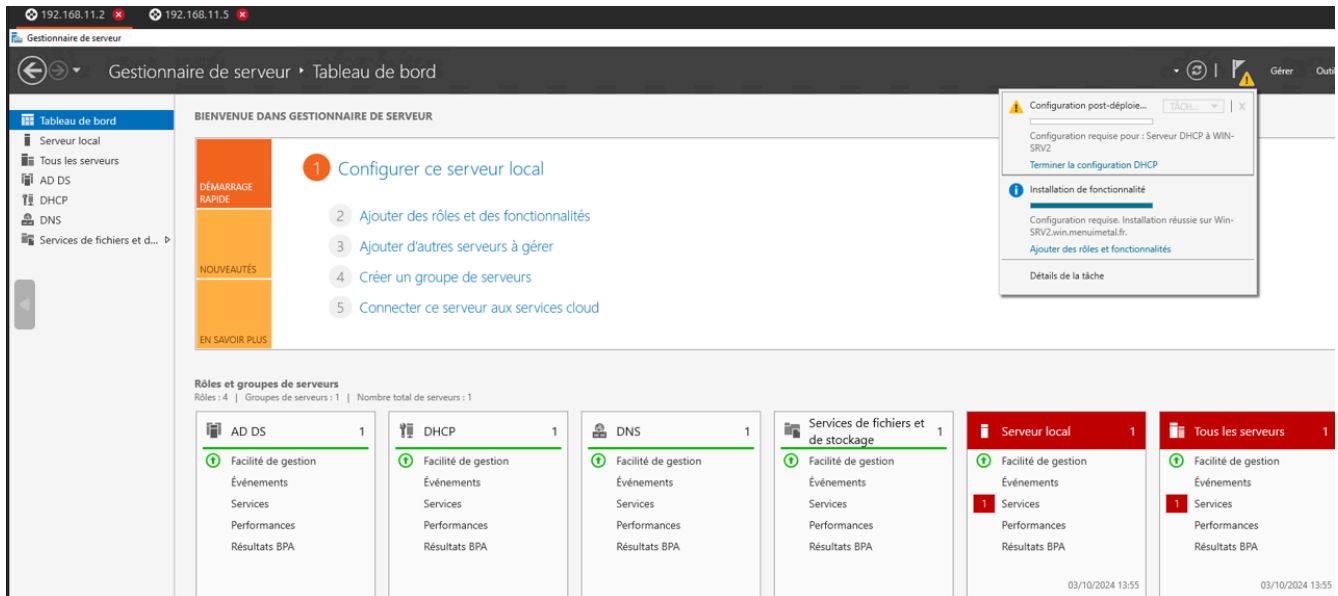 192.168.11.2
192.168.11.5
Gestionnaire de serveur
Gestionnaire de serveur • Tableau de bord
Gérer
Outil
Tableau de bord
Serveur local
Tous les serveurs
AD DS
DHCP
DNS
Services de fichiers et d...
BIENVENUE DANS GESTIONNAIRE DE SERVEUR
DÉMARRAGE
RAPIDE
NOUVEAUTÉS
EN SAVOIR PLUS
1 Configurer ce serveur local
2 Ajouter des rôles et des fonctionnalités
3 Ajouter d'autres serveurs à gérer
4 Créer un groupe de serveurs
5 Connecter ce serveur aux services cloud
Configuration post-déploie...
TÂCH...
X
Configuration requise pour : Serveur DHCP à WIN-
SRV2
Terminer la configuration DHCP
Installation de fonctionnalité
Configuration requise. Installation réussie sur Win-
SRV2.win.menuimetal.fr.
Ajouter des rôles et fonctionnalités
Détails de la tâche
Rôles et groupes de serveurs
Rôles : 4 | Groupes de serveurs : 1 | Nombre total de serveurs : 1
AD DS 1
Facilité de gestion
Événements
Services
Performances
Résultats BPA
DHCP 1
Facilité de gestion
Événements
Services
Performances
Résultats BPA
DNS 1
Facilité de gestion
Événements
Services
Performances
Résultats BPA
Services de fichiers et
de stockage
1
Facilité de gestion
Événements
Services
Performances
Résultats BPA
Serveur local 1
Facilité de gestion
Événements
1 Services
Performances
Résultats BPA
03/10/2024 13:55
Tous les serveurs 1
Facilité de gestion
Événements
1 Services
Performances
Résultats BPA
03/10/2024 13:55